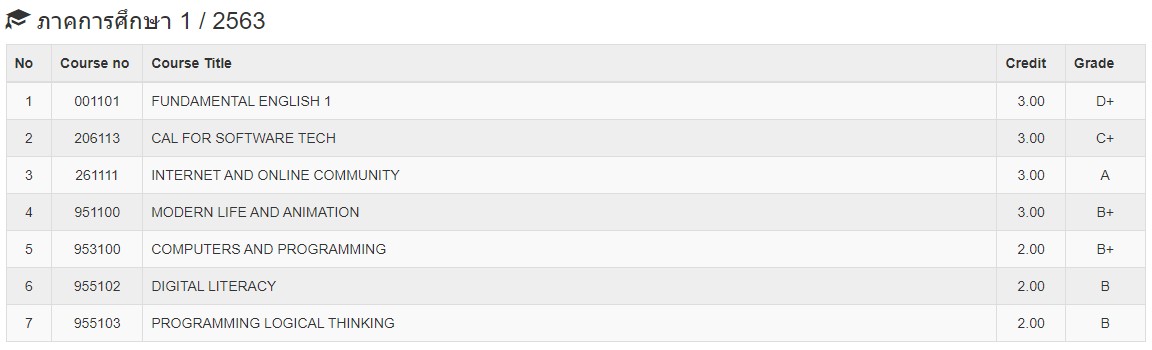 ภาคการศึกษา 1 / 2563
No Course no Course Title Credit Grade
1 001101 FUNDAMENTAL ENGLISH 1 3.00 D+
2 206113 CAL FOR SOFTWARE TECH 3.00 C+
3 261111 INTERNET AND ONLINE COMMUNITY 3.00 A
4 951100 MODERN LIFE AND ANIMATION 3.00 B+
5 953100 COMPUTERS AND PROGRAMMING 2.00 B+
6 955102 DIGITAL LITERACY 2.00 B
7 955103 PROGRAMMING LOGICAL THINKING 2.00 B